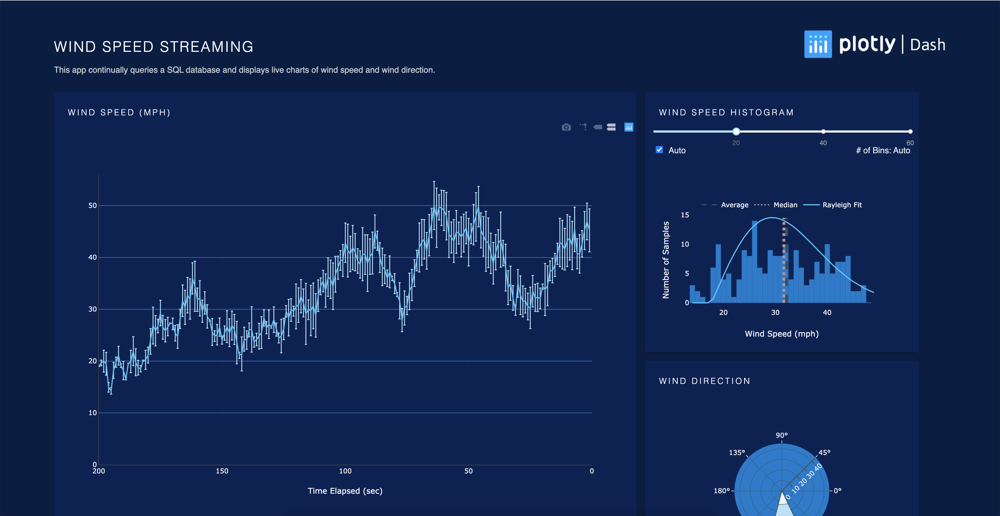 WIND SPEED STREAMING
plotly | Dash
This app continually queries a SQL database and displays live charts of wind speed and wind direction.
WIND SPEED (MPH)
50
40
30
20
10
0
200 150 100 50 0
Time Elapsed (sec)
WIND SPEED HISTOGRAM
20 40 60
Auto
# of Bins: Auto
Average Median Rayleigh Fit
Number of Samples
15
10
5
0
20 30 40
Wind Speed (mph)
WIND DIRECTION
90°
135° 45°
180° 0°
0 10 20 30 40